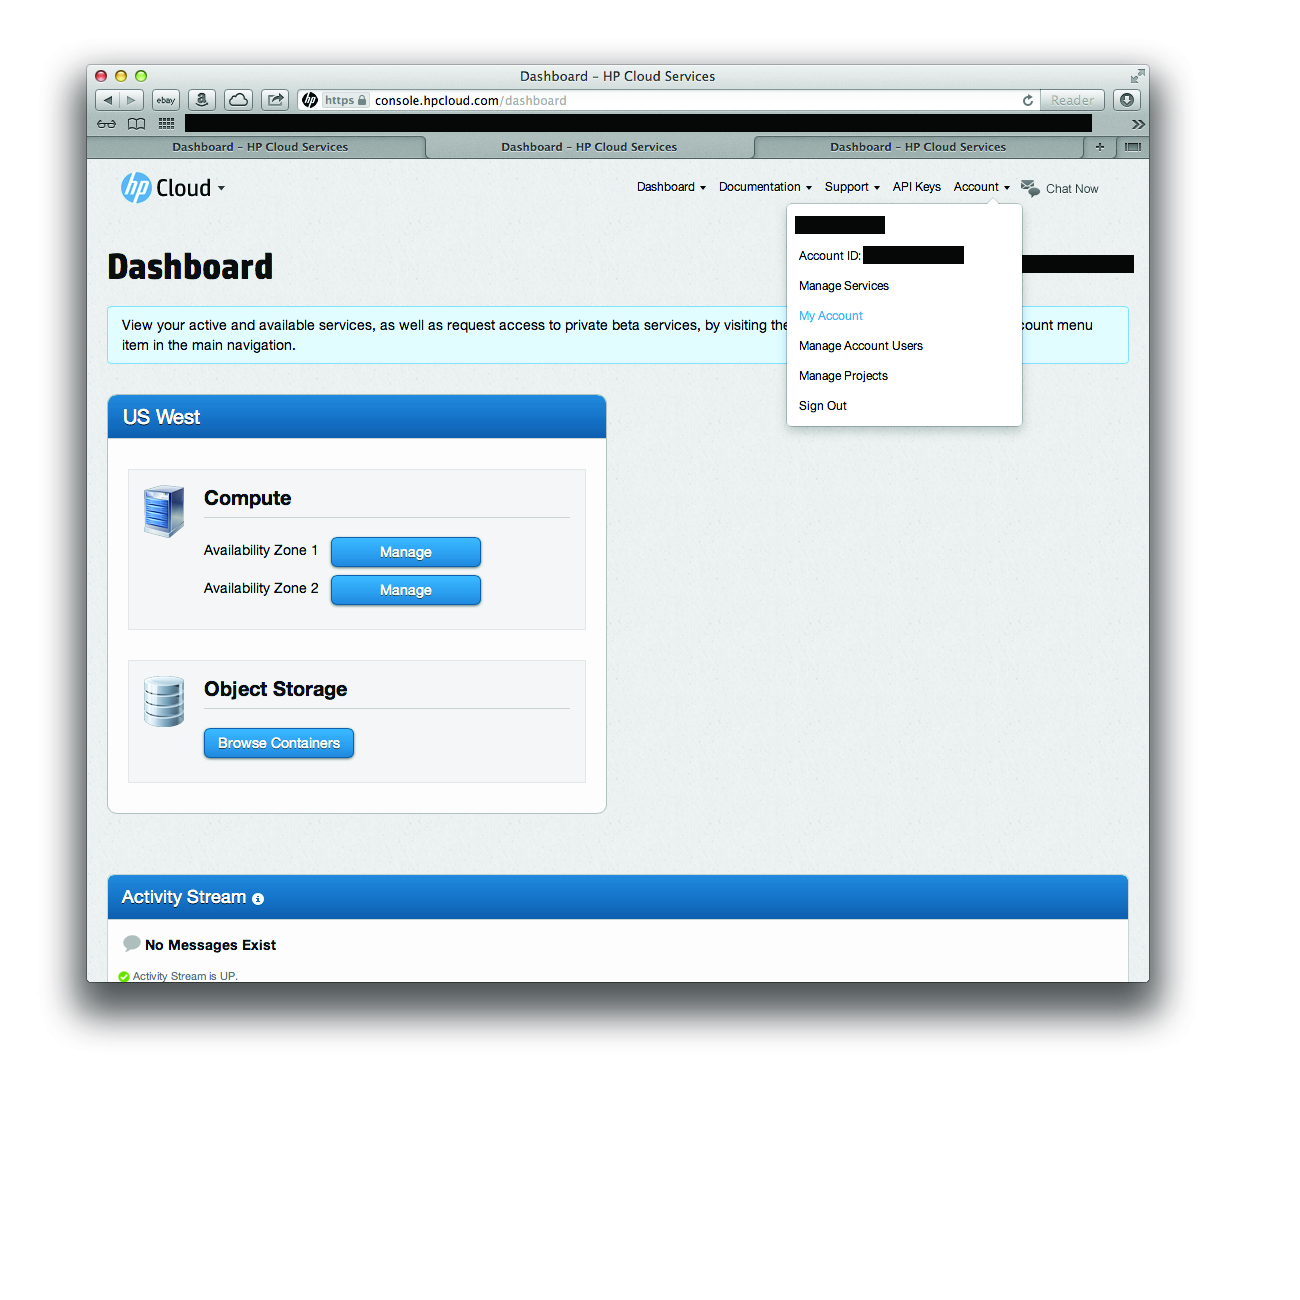 Dashboard – HP Cloud Services
ebay a hp https console.hpcloud.com/dashboard Reader
Dashboard – HP Cloud Services Dashboard – HP Cloud Services Dashboard – HP Cloud Services +
hp Cloud Dashboard Documentation Support API Keys Account Chat Now
Account ID:
Manage Services
My Account
Manage Account Users
Manage Projects
Sign Out
Dashboard
View your active and available services, as well as request access to private beta services, by visiting the count menu
item in the main navigation.
US West
Compute
Availability Zone 1 Manage
Availability Zone 2 Manage
Object Storage
Browse Containers
Activity Stream i
No Messages Exist
Activity Stream is UP.